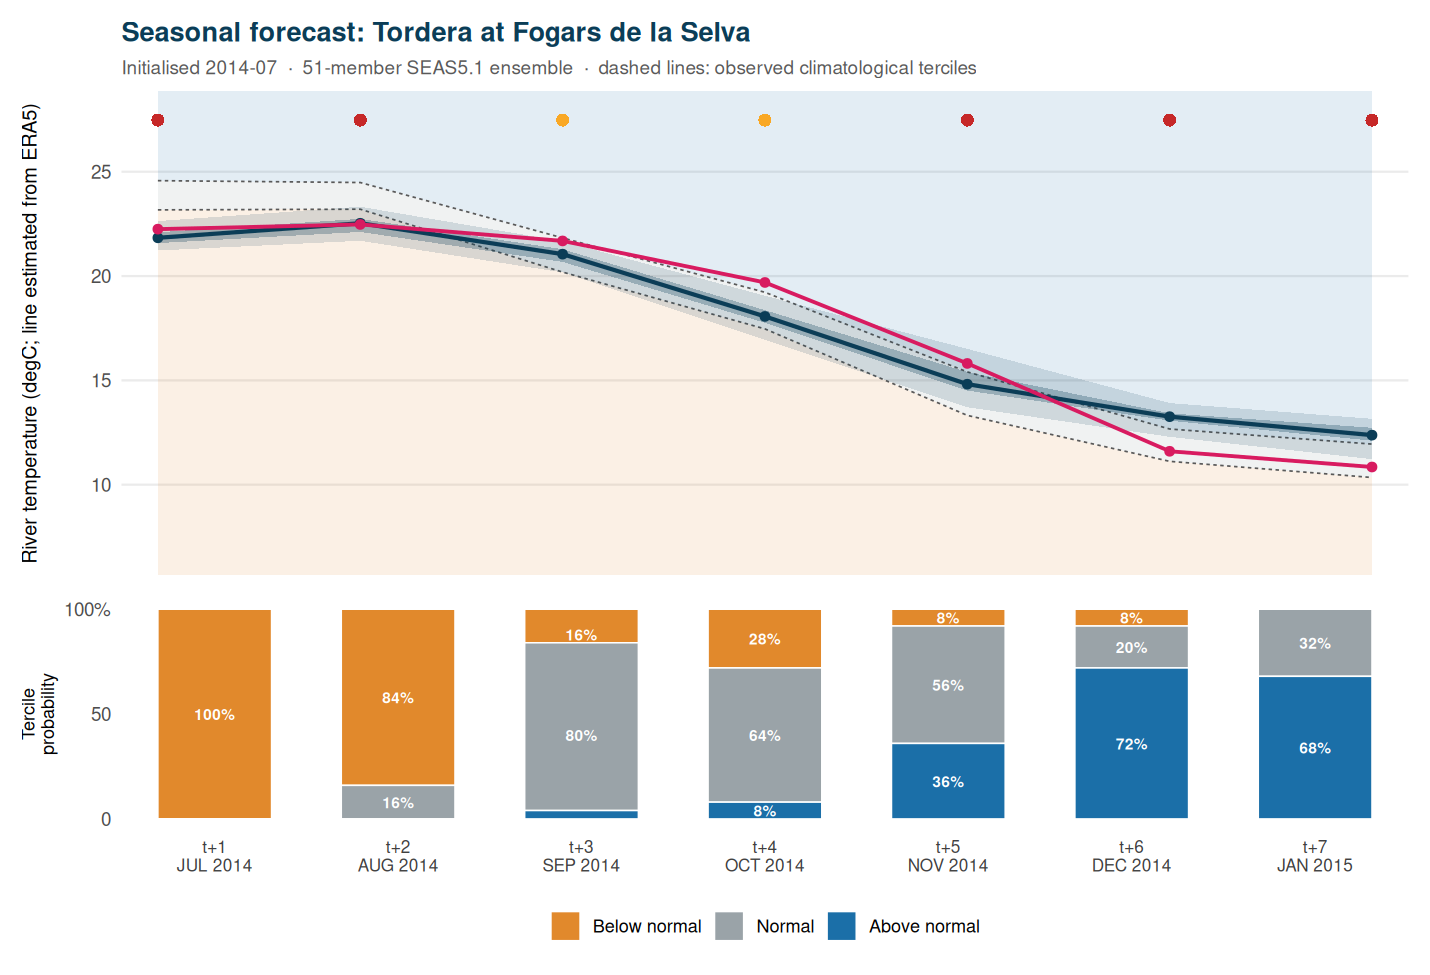 Seasonal forecast: Tordera at Fogars de la Selva
Initialised 2014-07 · 51-member SEAS5.1 ensemble · dashed lines: observed climatological terciles
River temperature (degC; line estimated from ERA5)
25
20
15
10
Tercile
probability
100%
50
0
100%
84%
16%
16%
80%
28%
64%
8%
8%
56%
36%
8%
20%
72%
32%
68%
t+1
JUL 2014
t+2
AUG 2014
t+3
SEP 2014
t+4
OCT 2014
t+5
NOV 2014
t+6
DEC 2014
t+7
JAN 2015
Below normal
Normal
Above normal